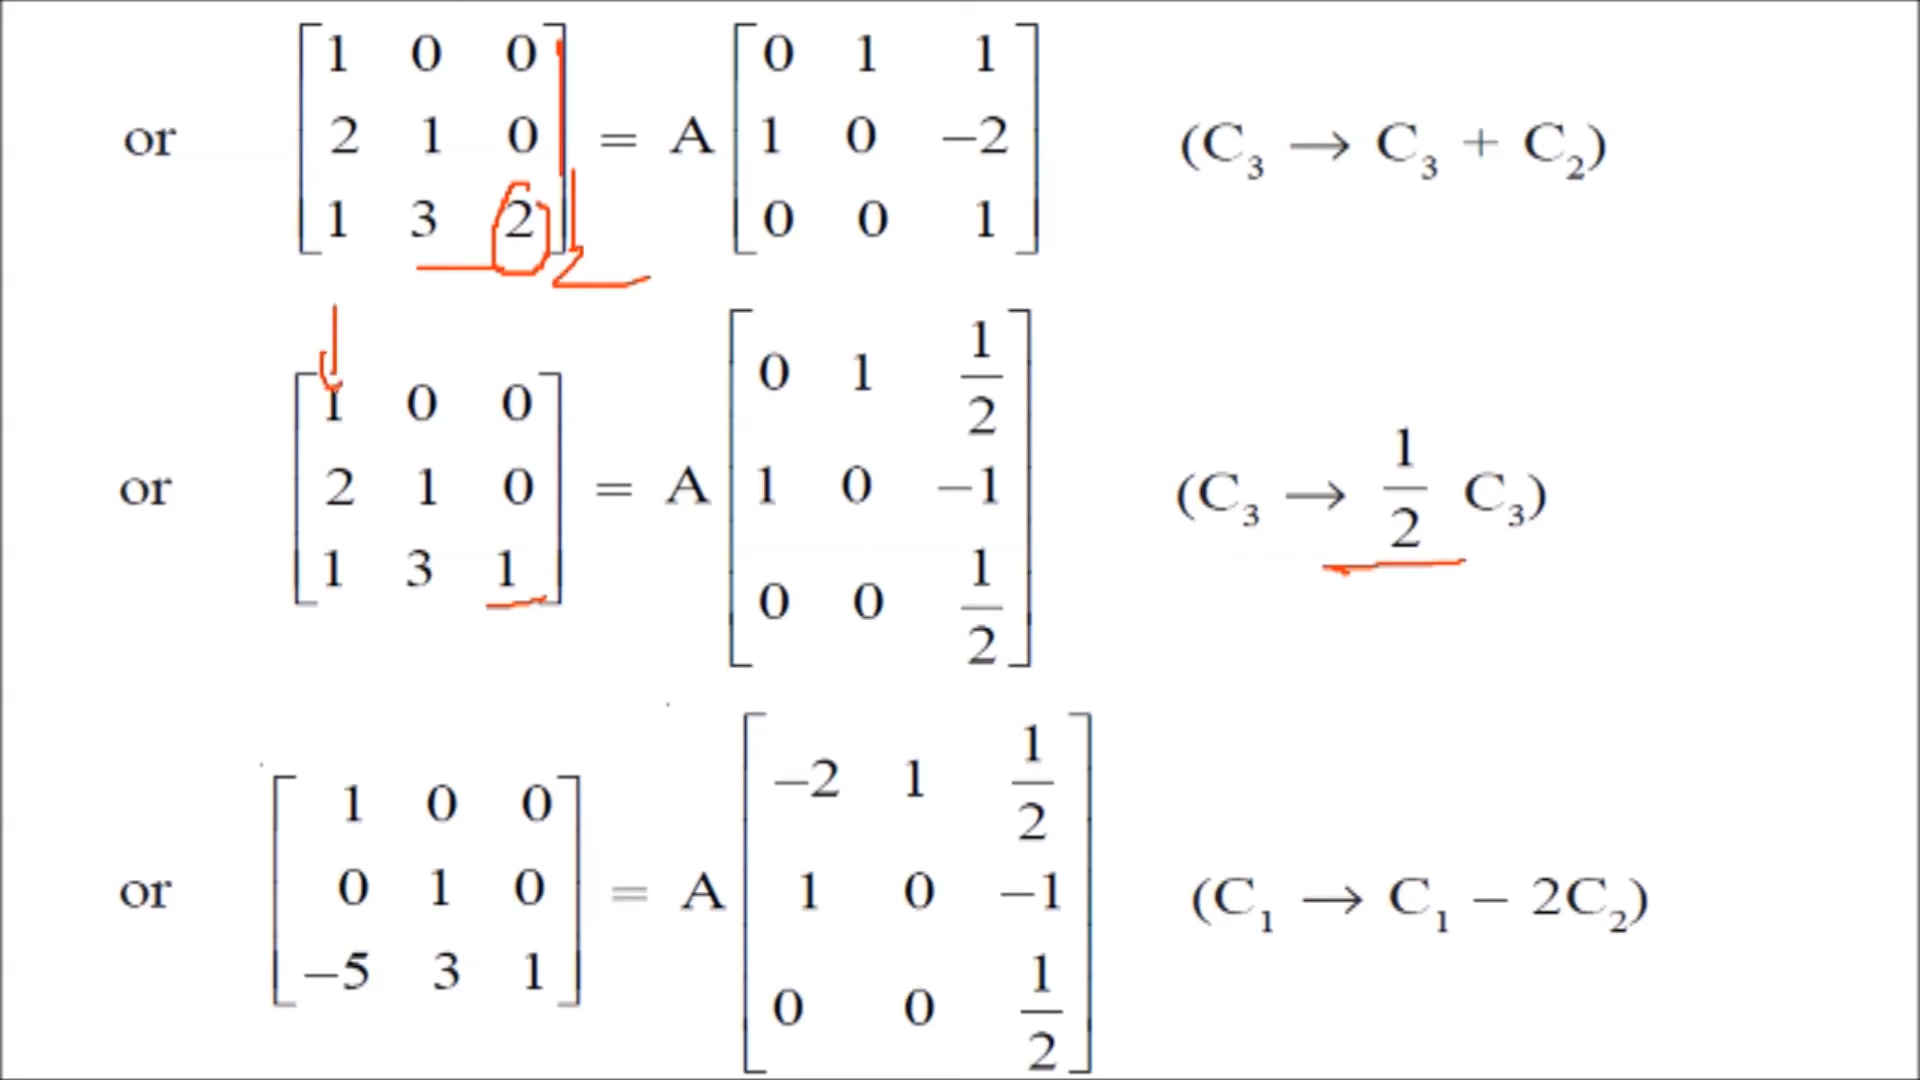 or [1 0 0; 2 1 0; 1 3 2] = A [0 1 1; 1 0 −2; 0 0 1] (C₃ → C₃ + C₂)
or [1 0 0; 2 1 0; 1 3 1] = A [0 1 1/2; 1 0 −1; 0 0 1/2] (C₃ → 1/2 C₃)
or [1 0 0; 0 1 0; −5 3 1] = A [−2 1 1/2; 1 0 −1; 0 0 1/2] (C₁ → C₁ − 2C₂)